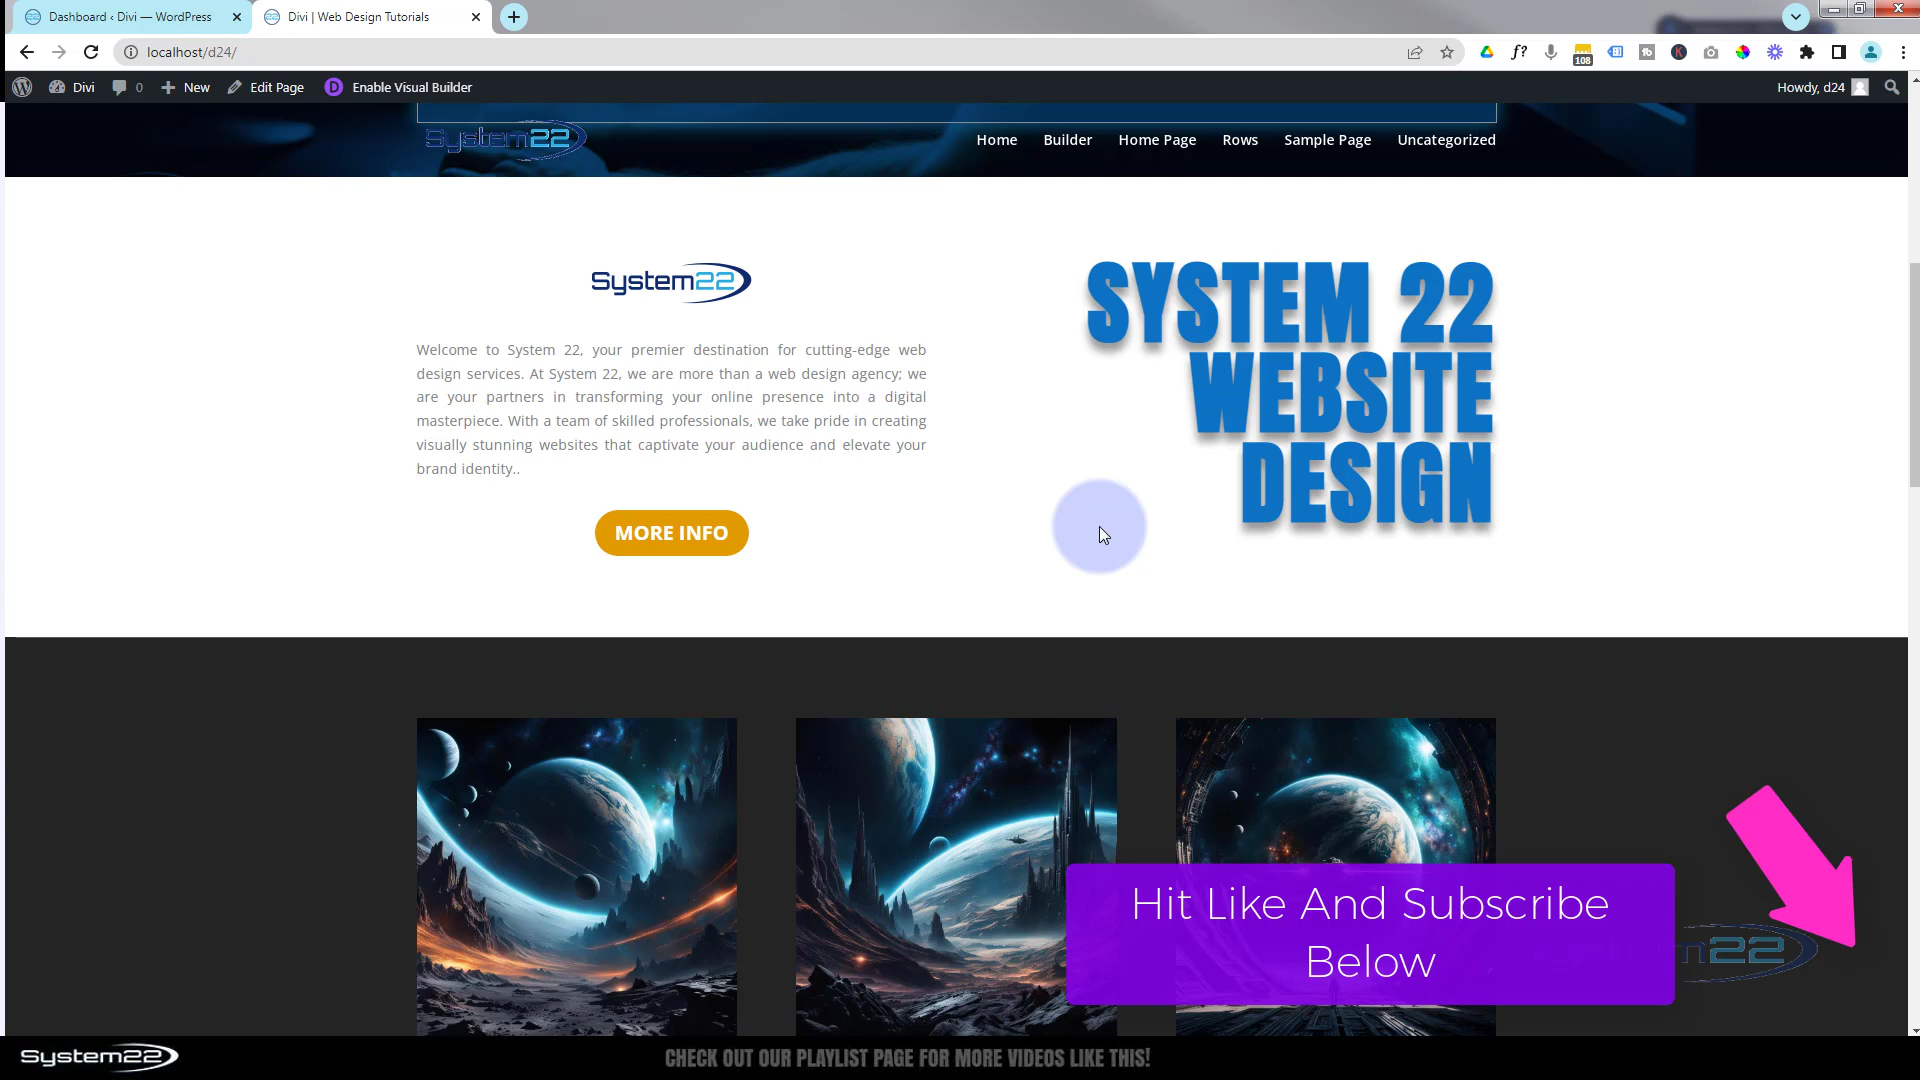 Dashboard ‹ Divi — WordPress
Divi | Web Design Tutorials
localhost/d24/
108
Divi
0
New
Edit Page
Enable Visual Builder
Howdy, d24
System22
Home
Builder
Home Page
Rows
Sample Page
Uncategorized
System22
Welcome to System 22, your premier destination for cutting-edge web
design services. At System 22, we are more than a web design agency; we
are your partners in transforming your online presence into a digital
masterpiece. With a team of skilled professionals, we take pride in creating
visually stunning websites that captivate your audience and elevate your
brand identity..
MORE INFO
SYSTEM 22
WEBSITE
DESIGN
Hit Like And Subscribe
Below
22
System22
CHECK OUT OUR PLAYLIST PAGE FOR MORE VIDEOS LIKE THIS!